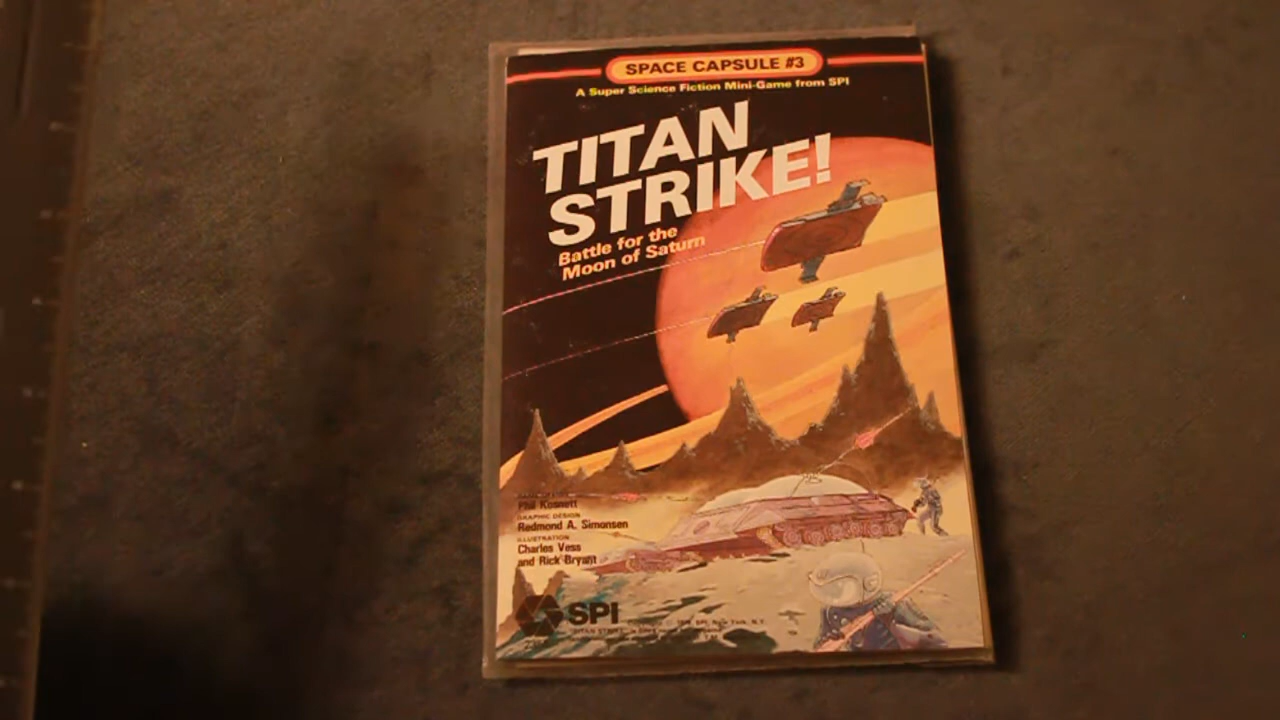 SPACE CAPSULE #3
A Super Science Fiction Mini-Game from SPI
TITAN
STRIKE!
Battle for the
Moon of Saturn
Phil Kosnett
GRAPHIC DESIGN
Redmond A. Simonsen
ILLUSTRATION
Charles Vess
and Rick Bryant
SPI